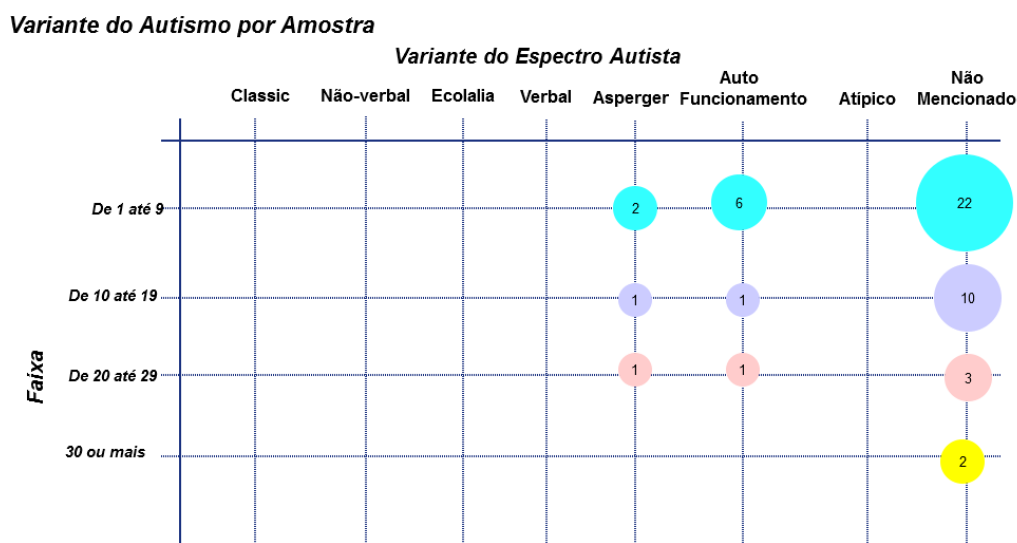 Variante do Autismo por Amostra
Variante do Espectro Autista
Classic Não-verbal Ecolalia Verbal Asperger Auto Funcionamento Atípico Não Mencionado
De 1 até 9 2 6 22
De 10 até 19 1 1 10
Faixa
De 20 até 29 1 1 3
30 ou mais 2